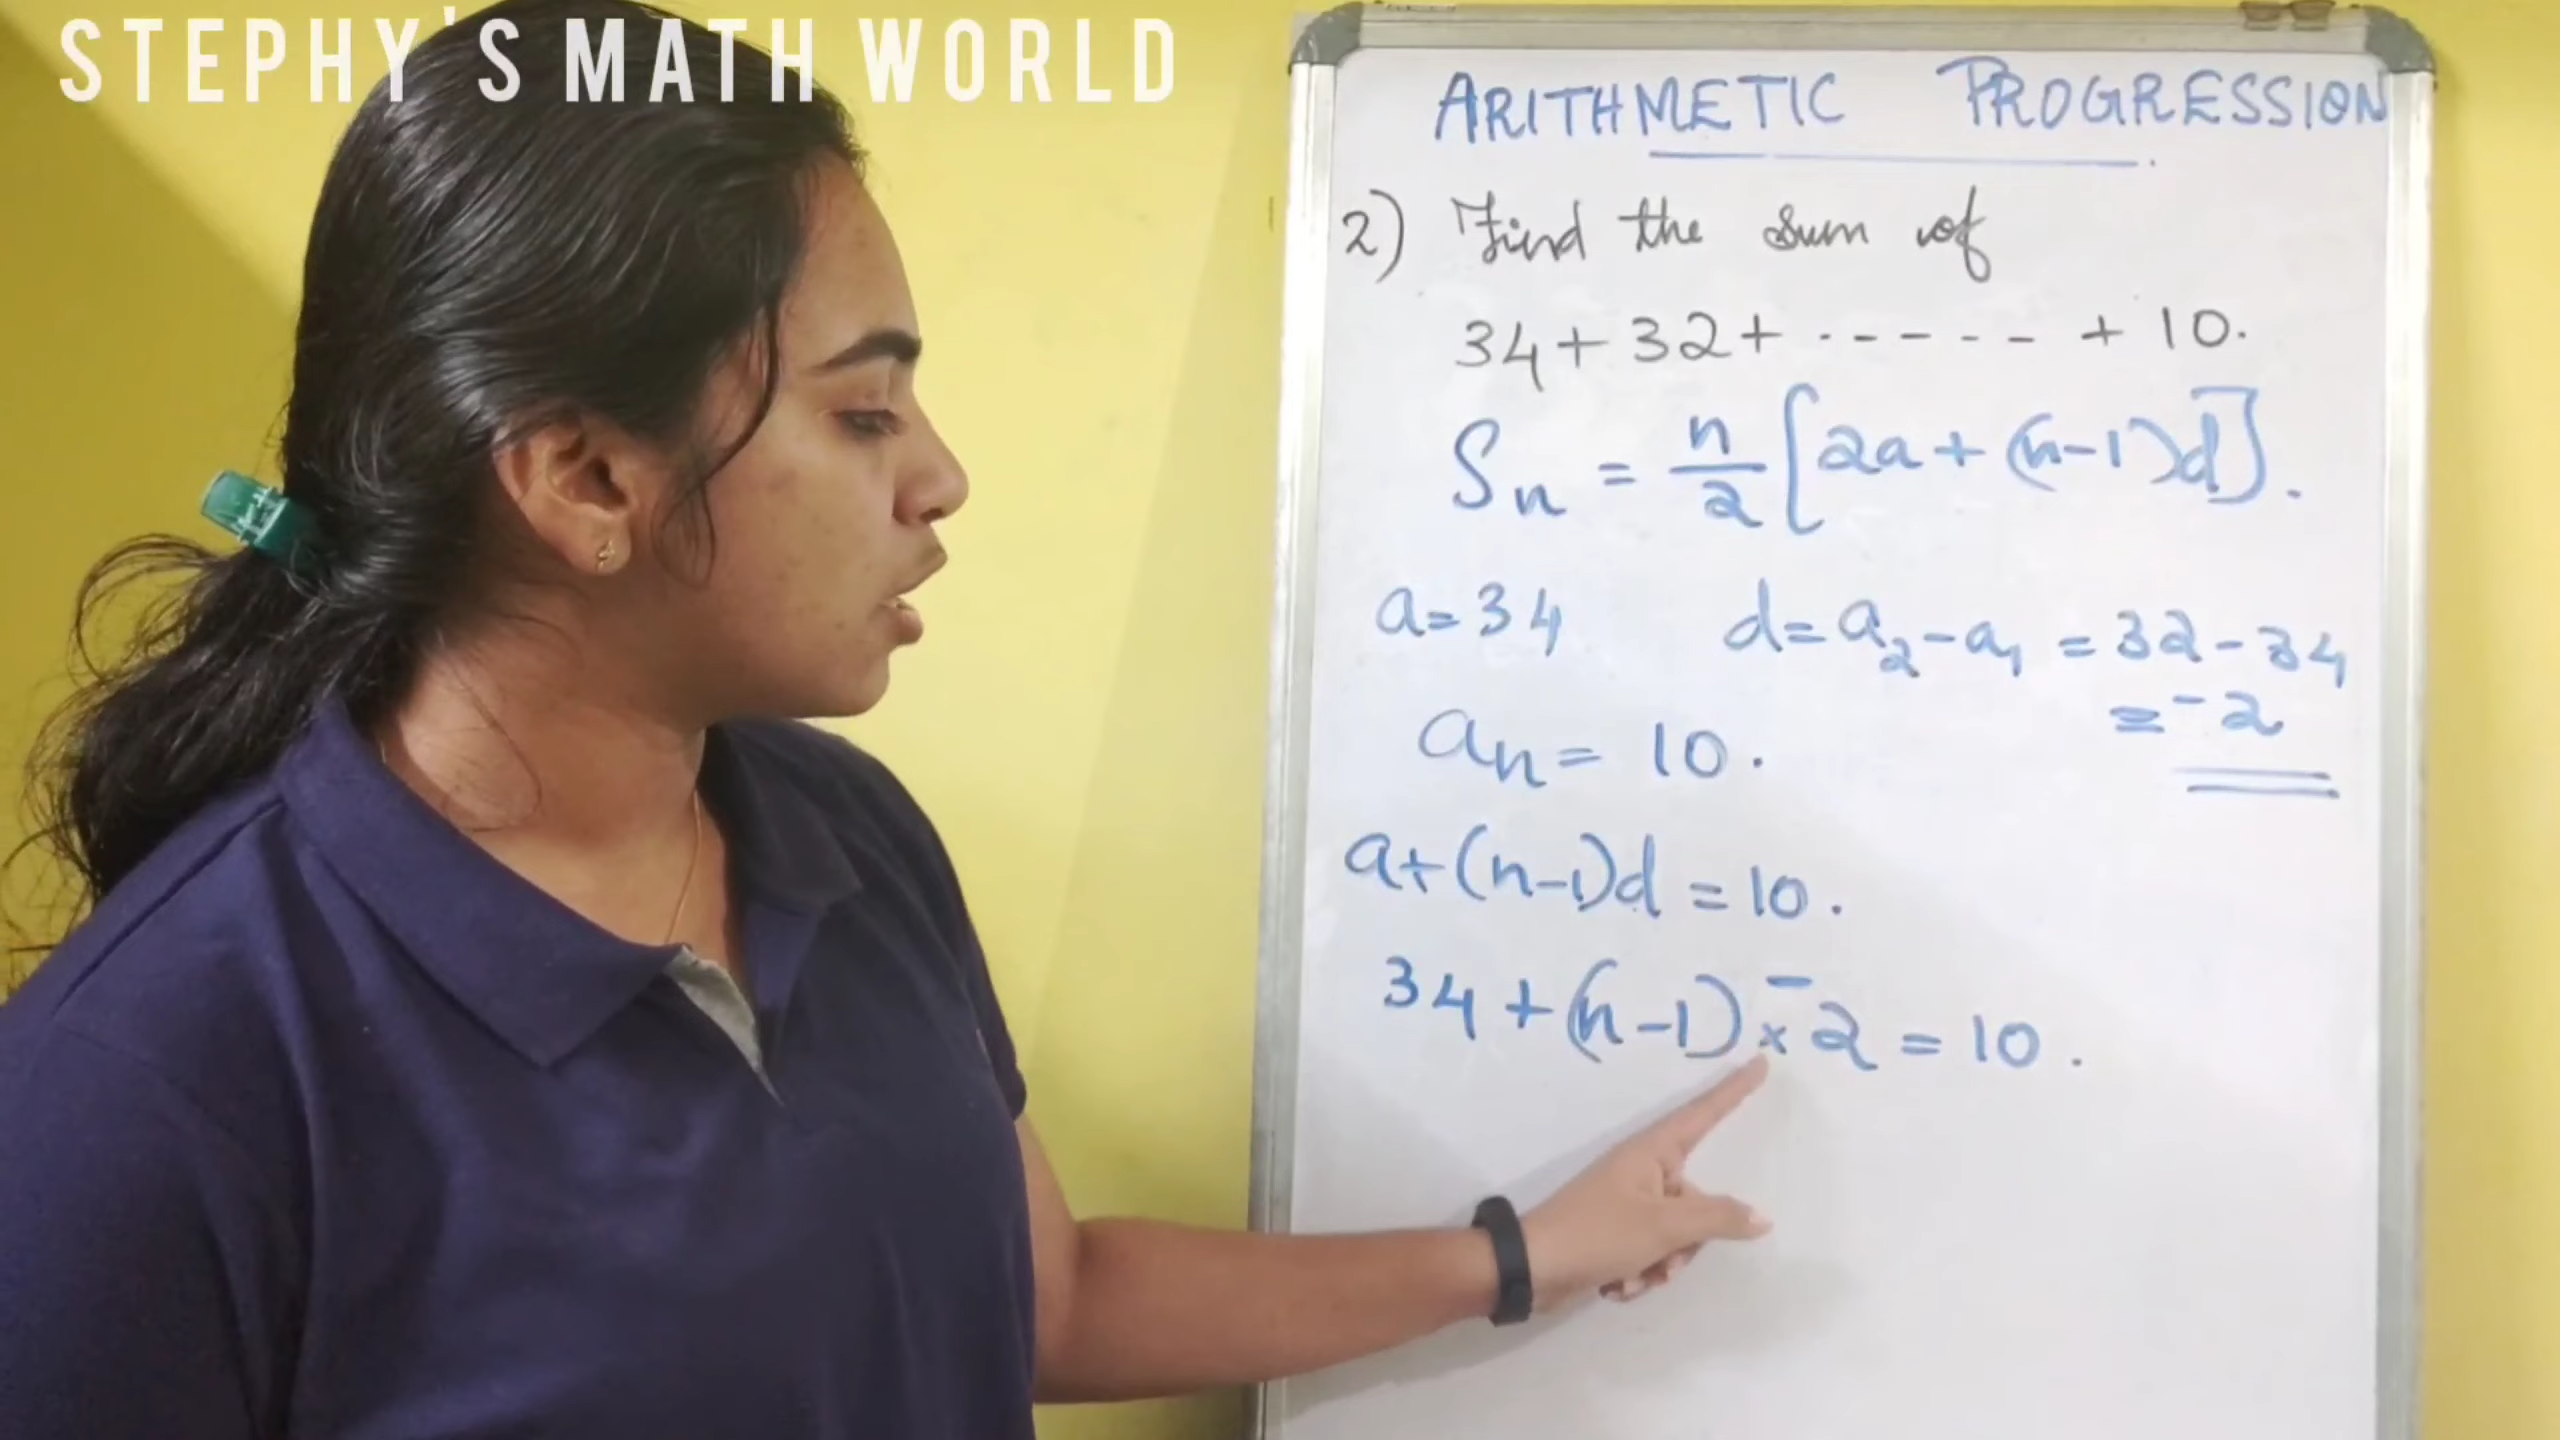 STEPHY'S MATH WORLD
ARITHMETIC PROGRESSION
2) Find the sum of
34+32+ ------ + 10.
Sn = n/2 [2a+(n-1)d].
a=34 d=a₂-a₁ = 32-34
= -2
an = 10.
a+(n-1)d = 10.
34+(n-1)×⁻2 = 10.